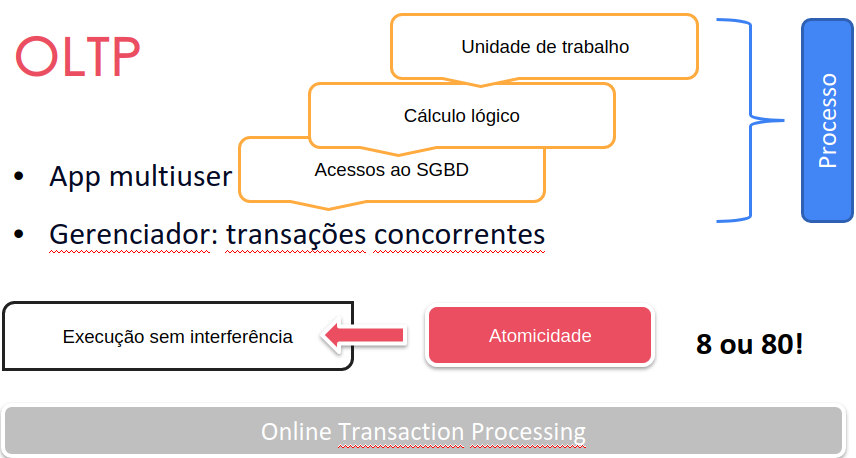 OLTP
Unidade de trabalho
Cálculo lógico
Acessos ao SGBD
Processo
• App multiuser
• Gerenciador: transações concorrentes
Execução sem interferência
Atomicidade
8 ou 80!
Online Transaction Processing